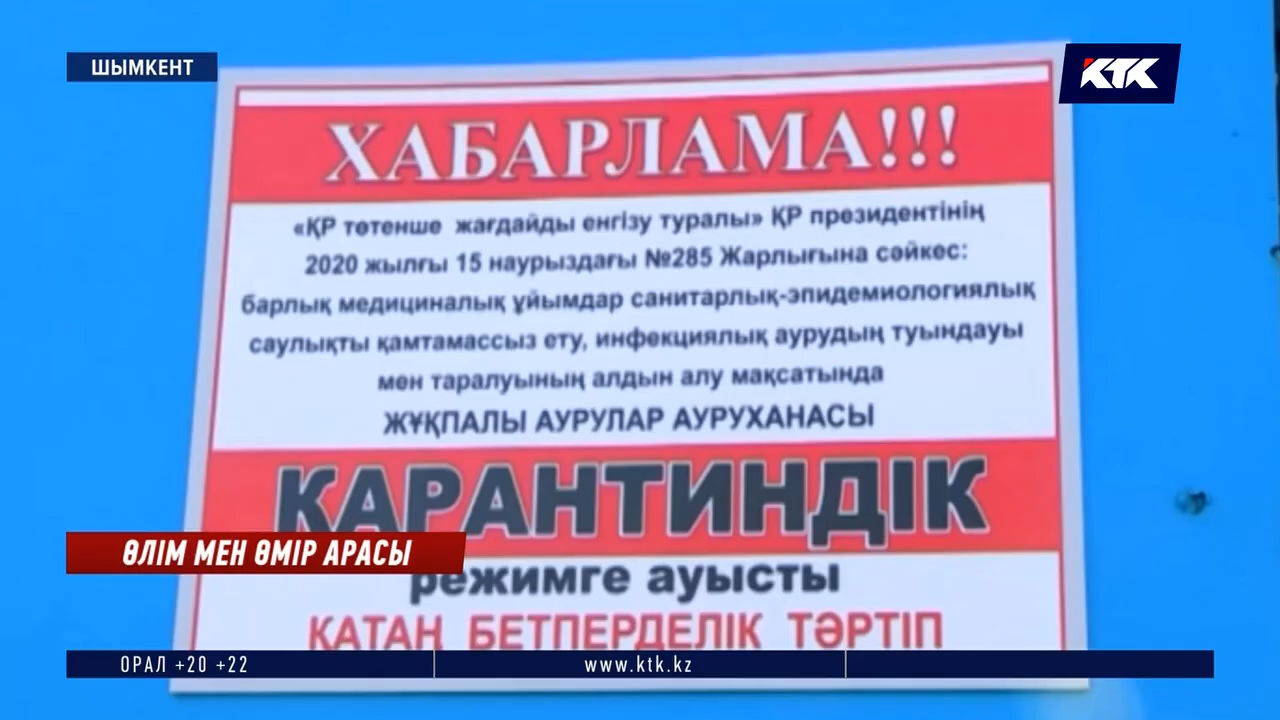 ШЫМКЕНТ
КТК
ХАБАРЛАМА!!!
«ҚР төтенше жағдайды енгізу туралы» ҚР президентінің
2020 жылғы 15 наурыздағы №285 Жарлығына сәйкес:
барлық медициналық ұйымдар санитарлық-эпидемиологиялық
саулықты қамтамассыз ету, инфекциялық аурудың туындауы
мен таралуының алдын алу мақсатында
ЖҰҚПАЛЫ АУРУЛАР АУРУХАНАСЫ
КАРАНТИНДІК
ӨЛІМ МЕН ӨМІР АРАСЫ
режимге ауысты
ҚАТАҢ БЕТПЕРДЕЛІК ТӘРТІП
ОРАЛ +20 +22
www.ktk.kz